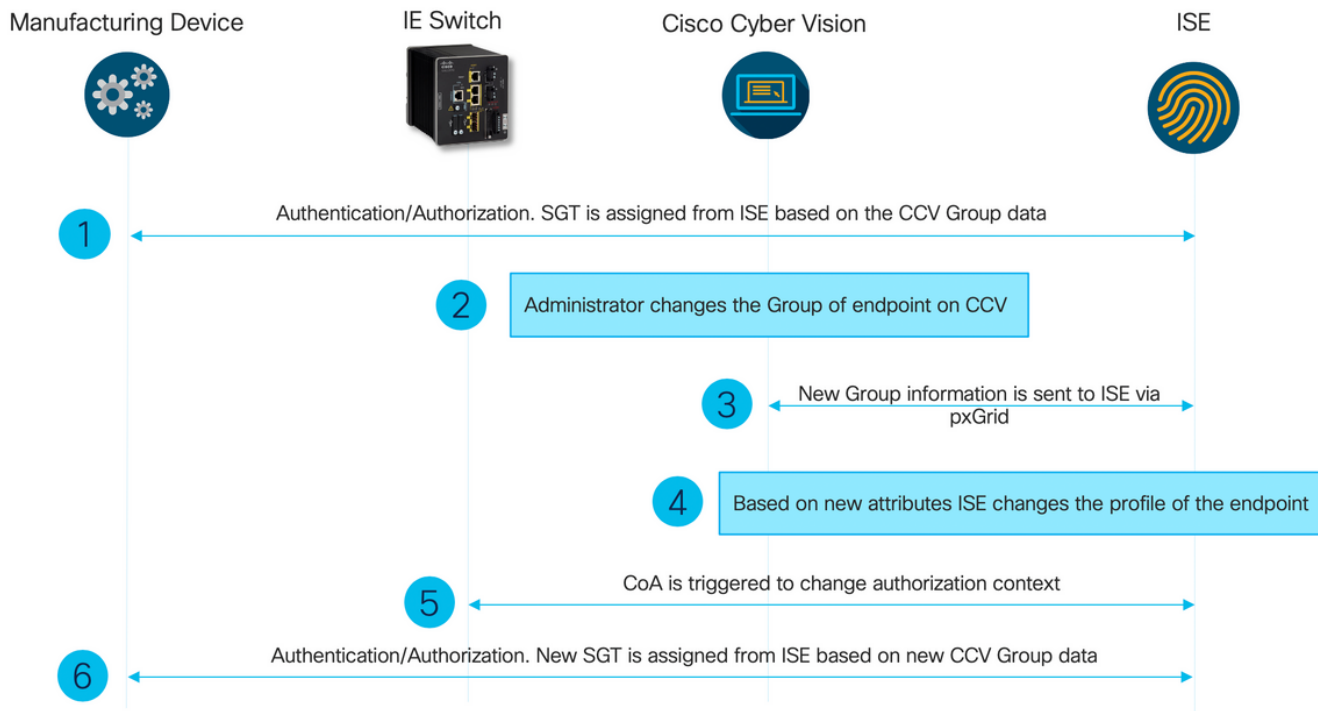 Manufacturing Device
IE Switch
Cisco Cyber Vision
ISE
Authentication/Authorization. SGT is assigned from ISE based on the CCV Group data
1
2
Administrator changes the Group of endpoint on CCV
3
New Group information is sent to ISE via
pxGrid
4
Based on new attributes ISE changes the profile of the endpoint
CoA is triggered to change authorization context
5
Authentication/Authorization. New SGT is assigned from ISE based on new CCV Group data
6